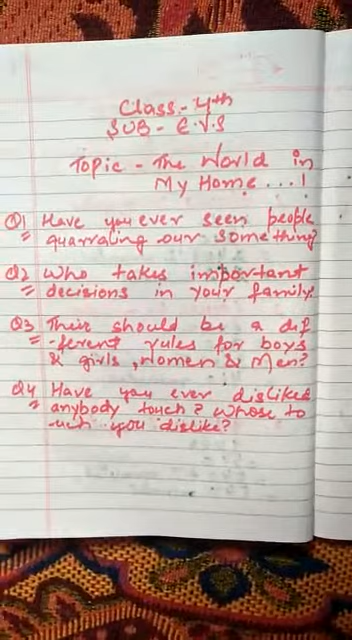 Class - 4th
SUB - E.V.S
Topic - The World in
My Home...!
Q1 Have you ever seen people
quarraling our something?
Q2 Who takes important
decisions in your family?
Q3 Their should be a dif
-ferent rules for boys
& girls, Women & Men?
Q4 Have you ever disliked
anybody touch? Whose to
-uch you dislike?